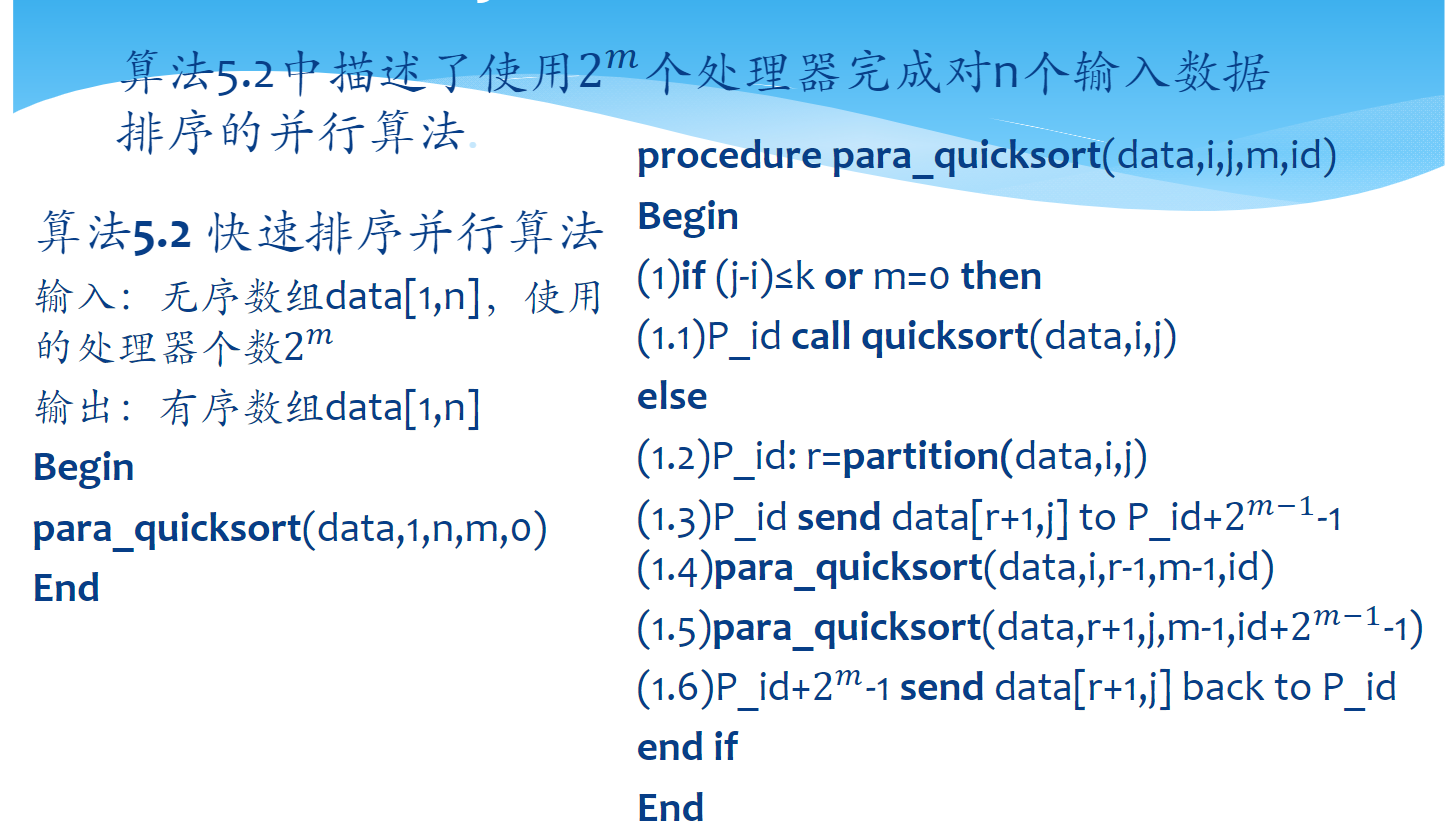 算法5.2中描述了使用2^m个处理器完成对n个输入数据
排序的并行算法.
算法5.2 快速排序并行算法
输入：无序数组data[1,n]，使用
的处理器个数2^m
输出：有序数组data[1,n]
Begin
para_quicksort(data,1,n,m,0)
End
procedure para_quicksort(data,i,j,m,id)
Begin
(1)if (j-i)≤k or m=0 then
(1.1)P_id call quicksort(data,i,j)
else
(1.2)P_id: r=partition(data,i,j)
(1.3)P_id send data[r+1,j] to P_id+2^{m−1}-1
(1.4)para_quicksort(data,i,r-1,m-1,id)
(1.5)para_quicksort(data,r+1,j,m-1,id+2^{m−1}-1)
(1.6)P_id+2^m-1 send data[r+1,j] back to P_id
end if
End